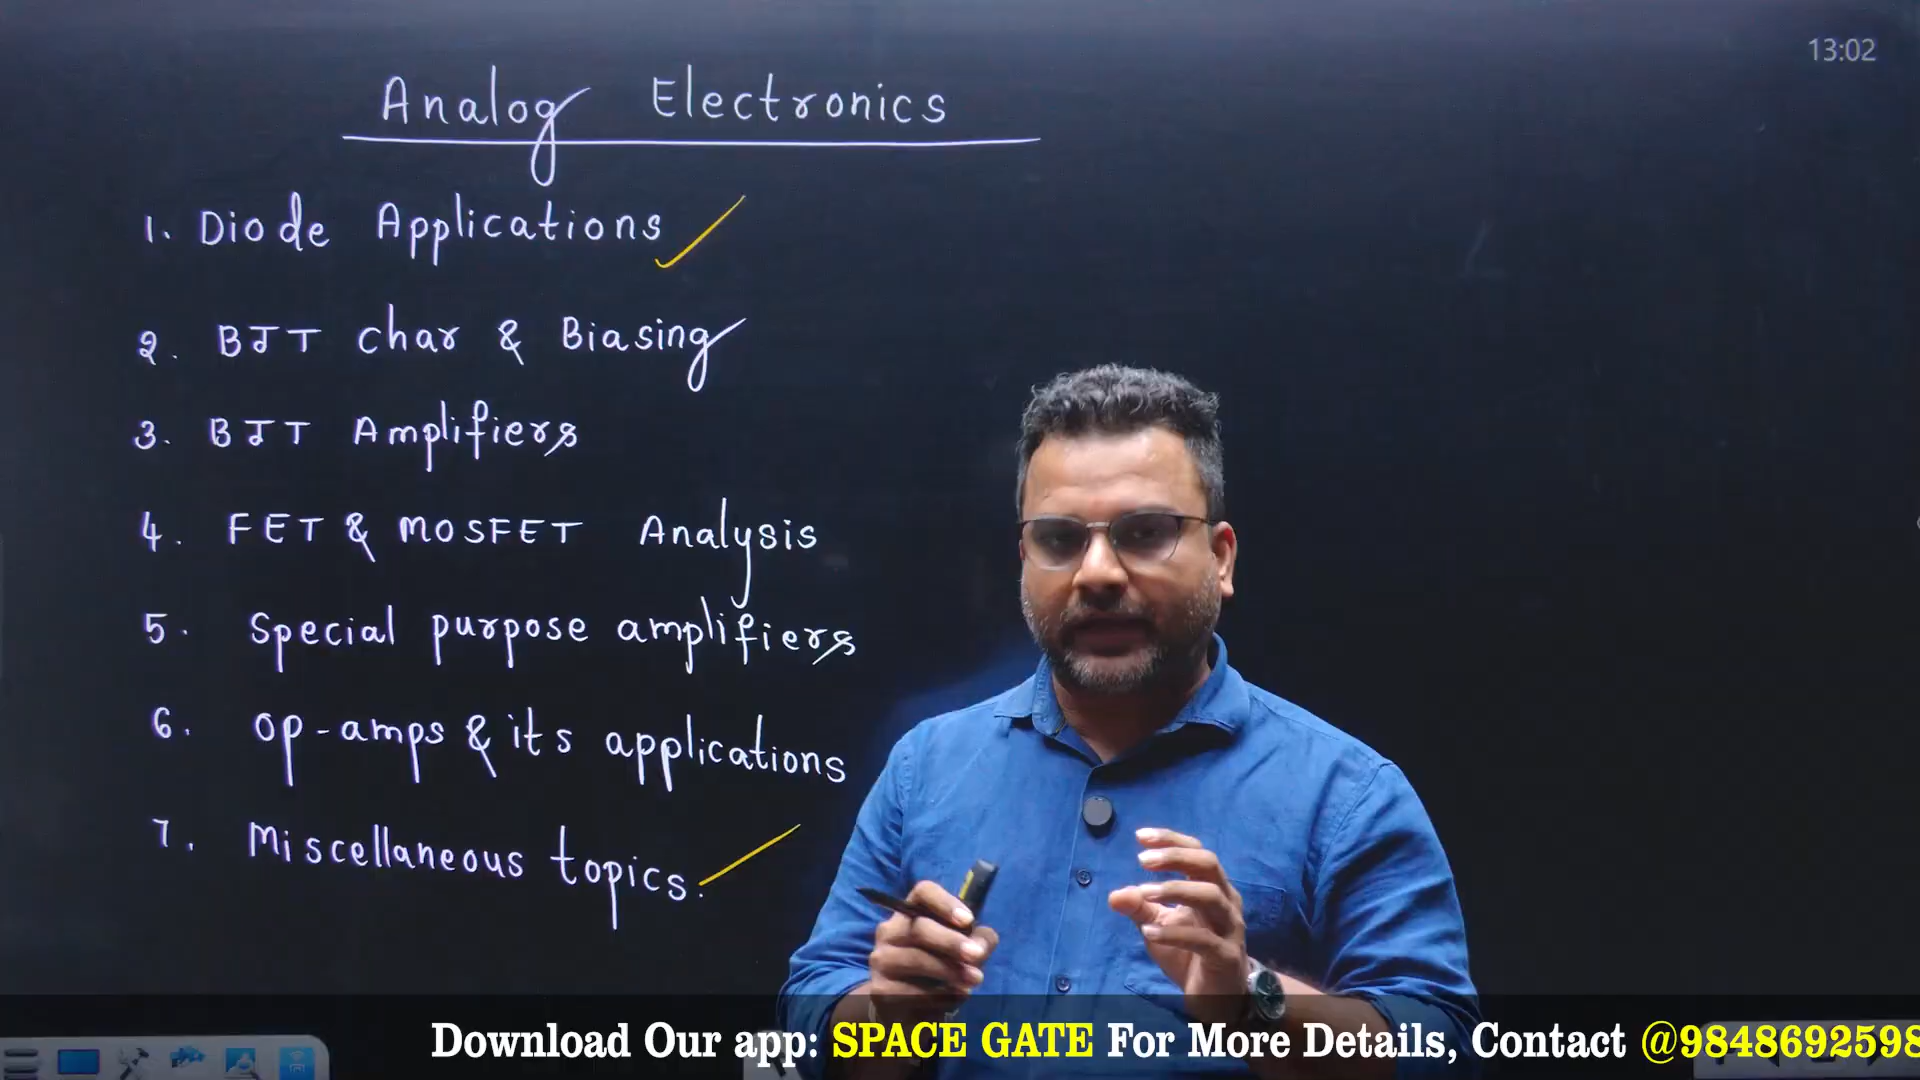 13:02
Analog Electronics
1. Diode Applications
2. BJT char & Biasing
3. BJT Amplifiers
4. FET & MOSFET Analysis
5. Special purpose amplifiers
6. op-amps & its applications
7. Miscellaneous topics.
Download Our app: SPACE GATE For More Details, Contact @9848692598